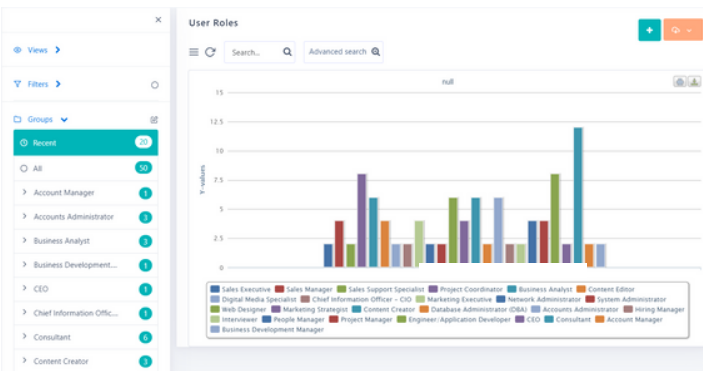 ×
User Roles
Views
Search...
Advanced search
Filters
null
Groups
Recent 20
All 50
Account Manager 1
Accounts Administrator 3
Business Analyst 3
Business Development... 1
CEO 1
Chief Information Offic... 1
Consultant 6
Content Creator 3
Y-values
15
12.5
10
7.5
5
2.5
0
Sales Executive Sales Manager Sales Support Specialist Project Coordinator Business Analyst Content Editor
Digital Media Specialist Chief Information Officer - CIO Marketing Executive Network Administrator System Administrator
Web Designer Marketing Strategist Content Creator Database Administrator (DBA) Accounts Administrator Hiring Manager
Interviewer People Manager Project Manager Engineer/Application Developer CEO Consultant Account Manager
Business Development Manager